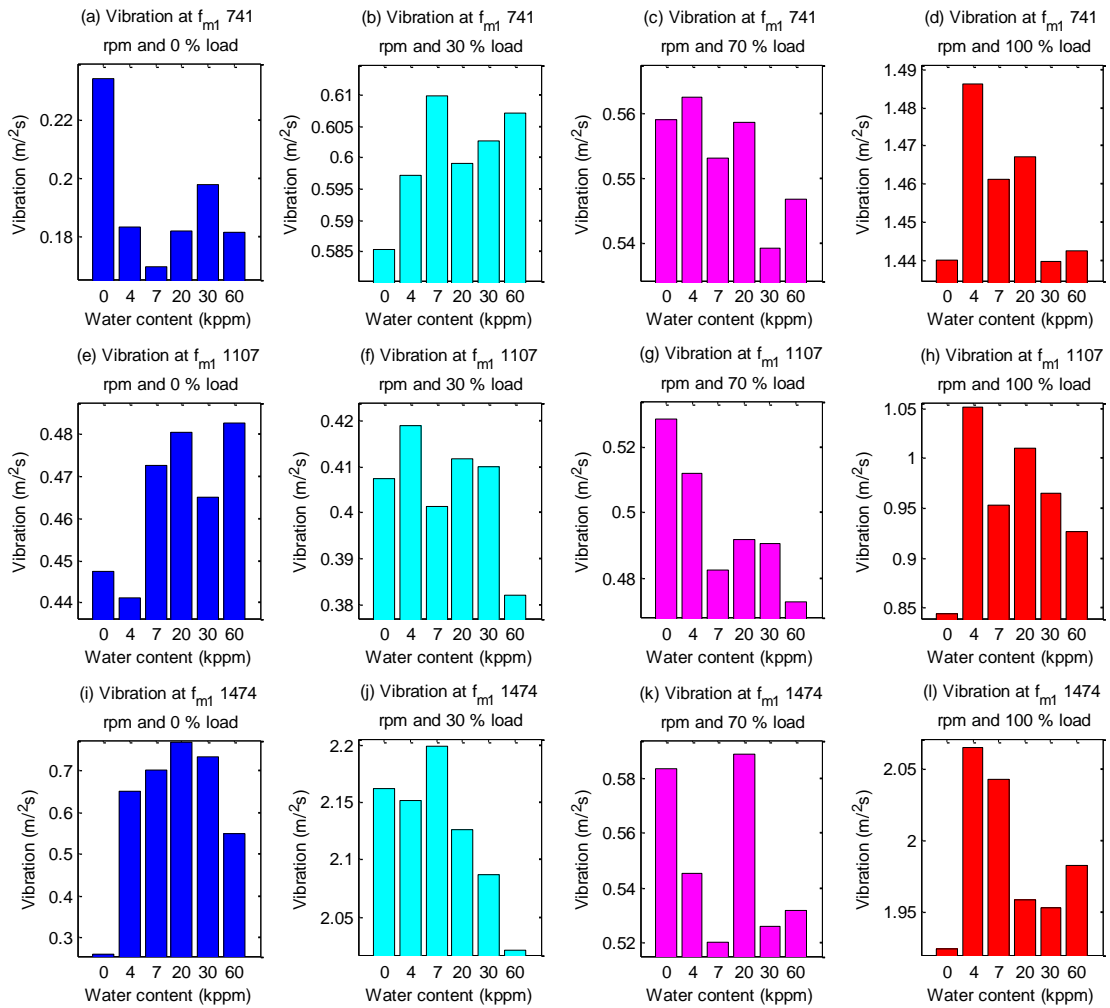 (a) Vibration at fm1 741
rpm and 0 % load
0.22
0.2
0.18
Vibration (m/²s)
0 4 7 20 30 60
Water content (kppm)
(b) Vibration at fm1 741
rpm and 30 % load
0.61
0.605
0.6
0.595
0.59
0.585
Vibration (m/²s)
0 4 7 20 30 60
Water content (kppm)
(c) Vibration at fm1 741
rpm and 70 % load
0.56
0.55
0.54
Vibration (m/²s)
0 4 7 20 30 60
Water content (kppm)
(d) Vibration at fm1 741
rpm and 100 % load
1.49
1.48
1.47
1.46
1.45
1.44
Vibration (m/²s)
0 4 7 20 30 60
Water content (kppm)
(e) Vibration at fm1 1107
rpm and 0 % load
0.48
0.47
0.46
0.45
0.44
Vibration (m/²s)
0 4 7 20 30 60
Water content (kppm)
(f) Vibration at fm1 1107
rpm and 30 % load
0.42
0.41
0.4
0.39
0.38
Vibration (m/²s)
0 4 7 20 30 60
Water content (kppm)
(g) Vibration at fm1 1107
rpm and 70 % load
0.52
0.5
0.48
Vibration (m/²s)
0 4 7 20 30 60
Water content (kppm)
(h) Vibration at fm1 1107
rpm and 100 % load
1.05
1
0.95
0.9
0.85
Vibration (m/²s)
0 4 7 20 30 60
Water content (kppm)
(i) Vibration at fm1 1474
rpm and 0 % load
0.7
0.6
0.5
0.4
0.3
Vibration (m/²s)
0 4 7 20 30 60
Water content (kppm)
(j) Vibration at fm1 1474
rpm and 30 % load
2.2
2.15
2.1
2.05
Vibration (m/²s)
0 4 7 20 30 60
Water content (kppm)
(k) Vibration at fm1 1474
rpm and 70 % load
0.58
0.56
0.54
0.52
Vibration (m/²s)
0 4 7 20 30 60
Water content (kppm)
(l) Vibration at fm1 1474
rpm and 100 % load
2.05
2
1.95
Vibration (m/²s)
0 4 7 20 30 60
Water content (kppm)